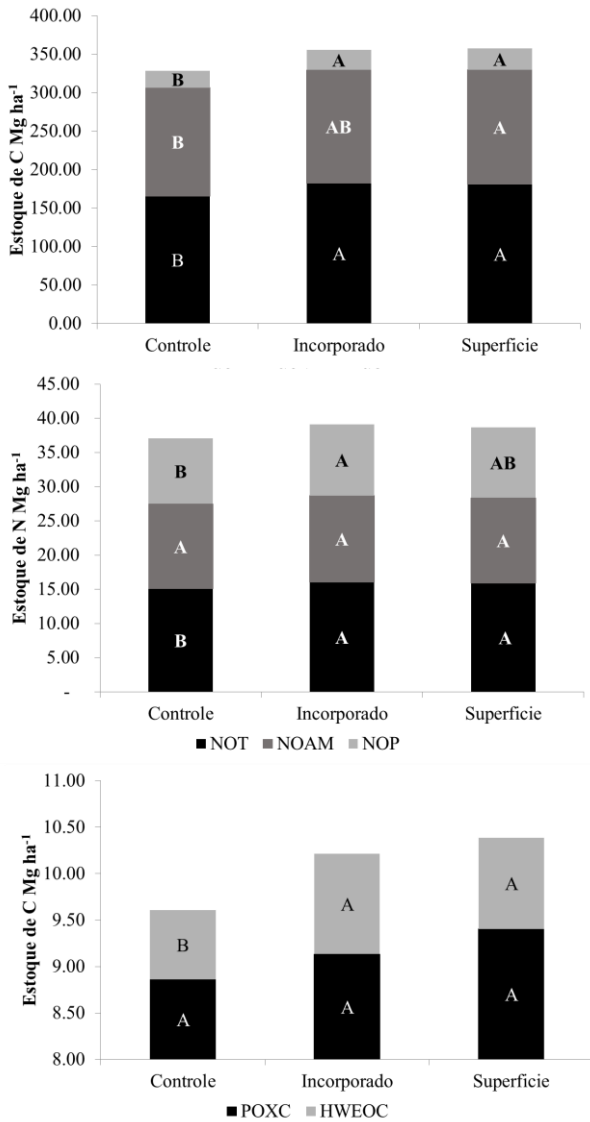 Estoque de C Mg ha-1
400.00
350.00
300.00
250.00
200.00
150.00
100.00
50.00
0.00
B A A
B AB A
B A A
Controle Incorporado Superficie
Estoque de N Mg ha-1
45.00
40.00
35.00
30.00
25.00
20.00
15.00
10.00
5.00
-
B A AB
A A A
B A A
Controle Incorporado Superficie
NOT NOAM NOP
Estoque de C Mg ha-1
11.00
10.50
10.00
9.50
9.00
8.50
8.00
B A A
A A A
Controle Incorporado Superficie
POXC HWEOC